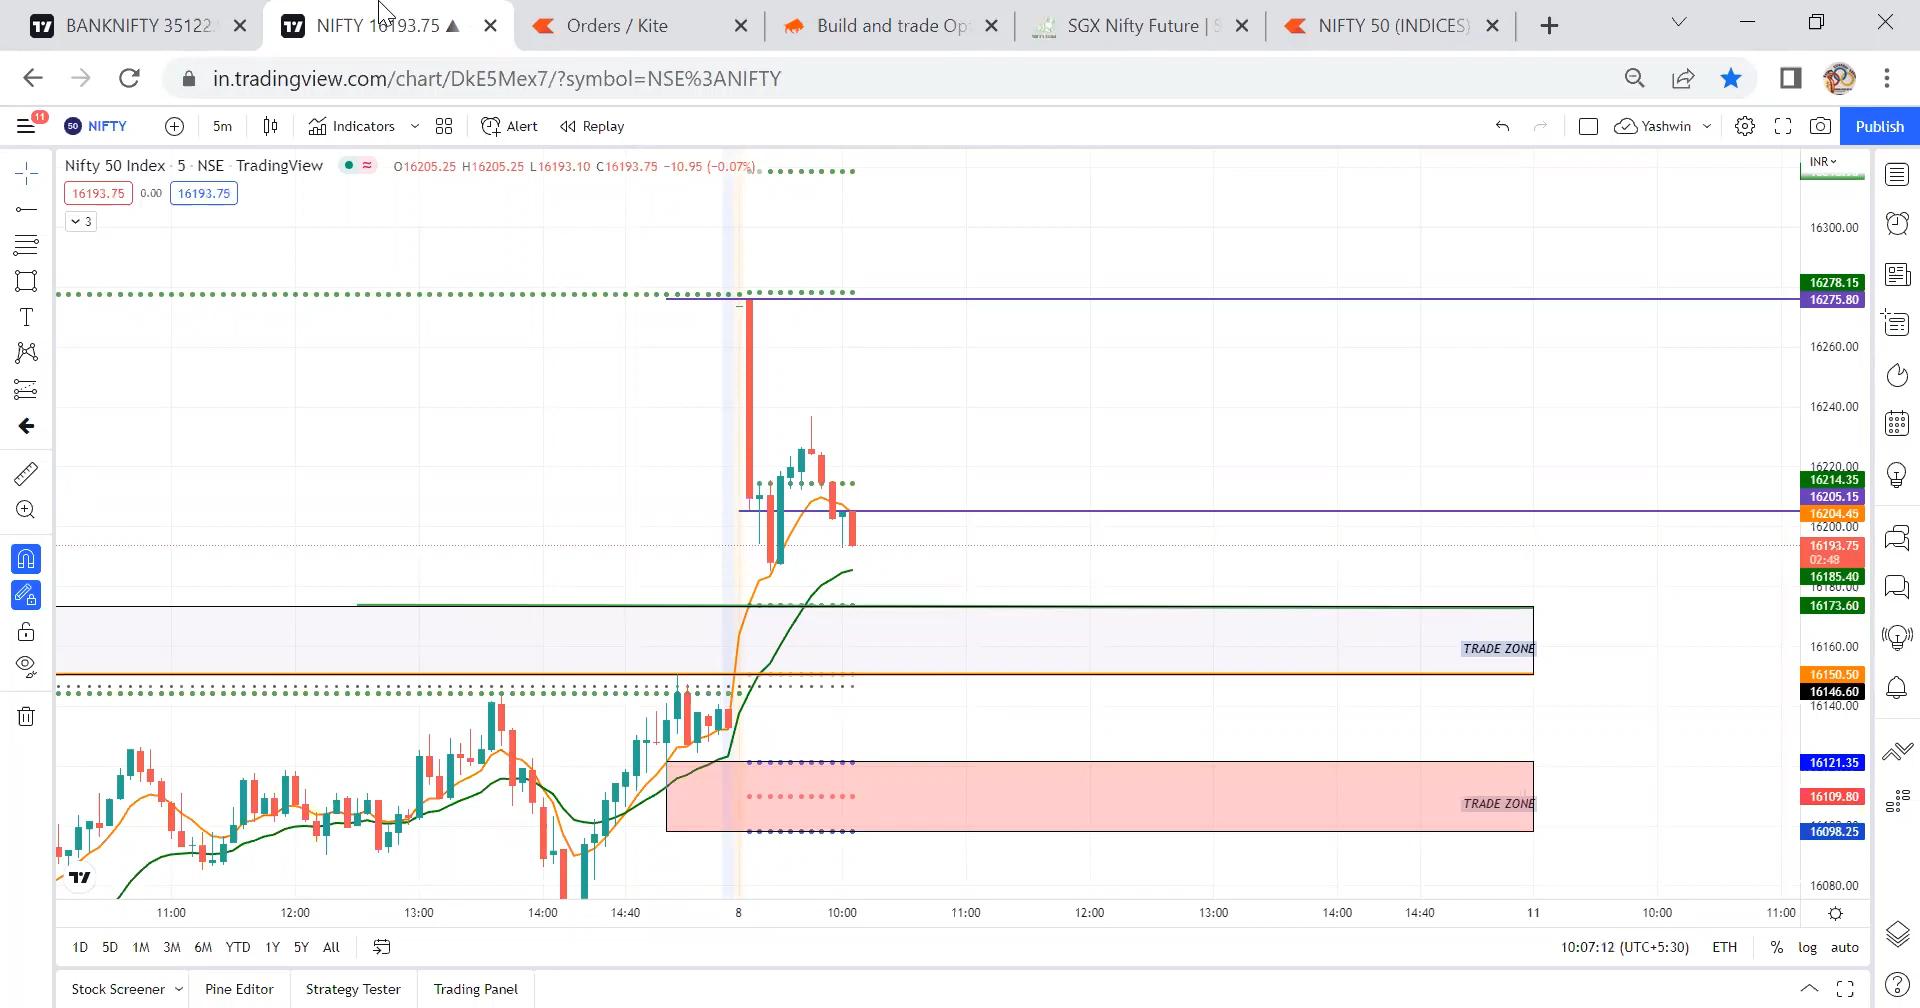 BANKNIFTY 35122
NIFTY 16193.75 ▲
Orders / Kite
Build and trade Op
SGX Nifty Future | S
NIFTY 50 (INDICES)
in.tradingview.com/chart/DkE5Mex7/?symbol=NSE%3ANIFTY
11
50 NIFTY
5m
Indicators
Alert
Replay
Yashwin
Publish
Nifty 50 Index · 5 · NSE · TradingView
O16205.25 H16205.25 L16193.10 C16193.75 −10.95 (−0.07%)
INR
16193.75 0.00 16193.75
3
16300.00
16278.15
16275.80
16260.00
16240.00
16220.00
16214.35
16205.15
16204.45
16200.00
16193.75
02:48
16185.40
16180.00
16173.60
TRADE ZONE
16160.00
16150.50
16146.60
16140.00
16121.35
TRADE ZONE
16109.80
16098.25
16080.00
11:00 12:00 13:00 14:00 14:40 8 10:00 11:00 12:00 13:00 14:00 14:40 11 10:00 11:00
1D 5D 1M 3M 6M YTD 1Y 5Y All
10:07:12 (UTC+5:30) ETH % log auto
Stock Screener Pine Editor Strategy Tester Trading Panel